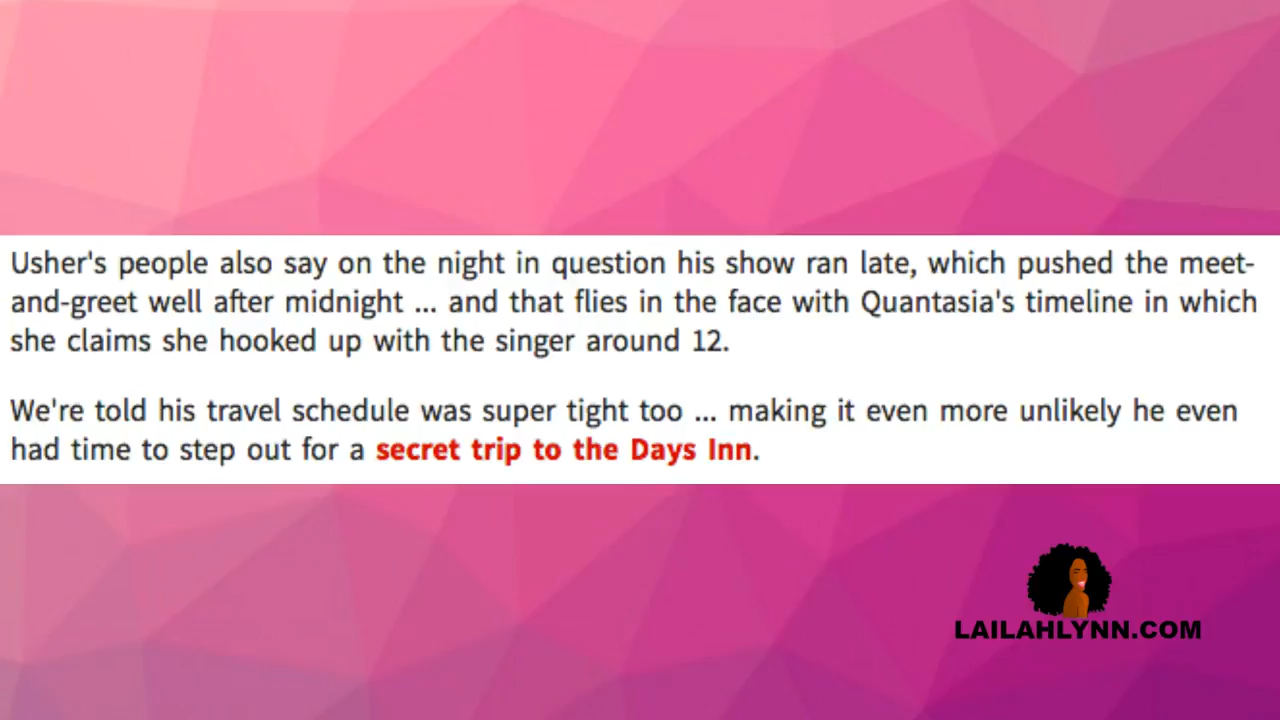 Usher's people also say on the night in question his show ran late, which pushed the meet-
and-greet well after midnight ... and that flies in the face with Quantasia's timeline in which
she claims she hooked up with the singer around 12.
We're told his travel schedule was super tight too ... making it even more unlikely he even
had time to step out for a secret trip to the Days Inn.
LAILAHLYNN.COM